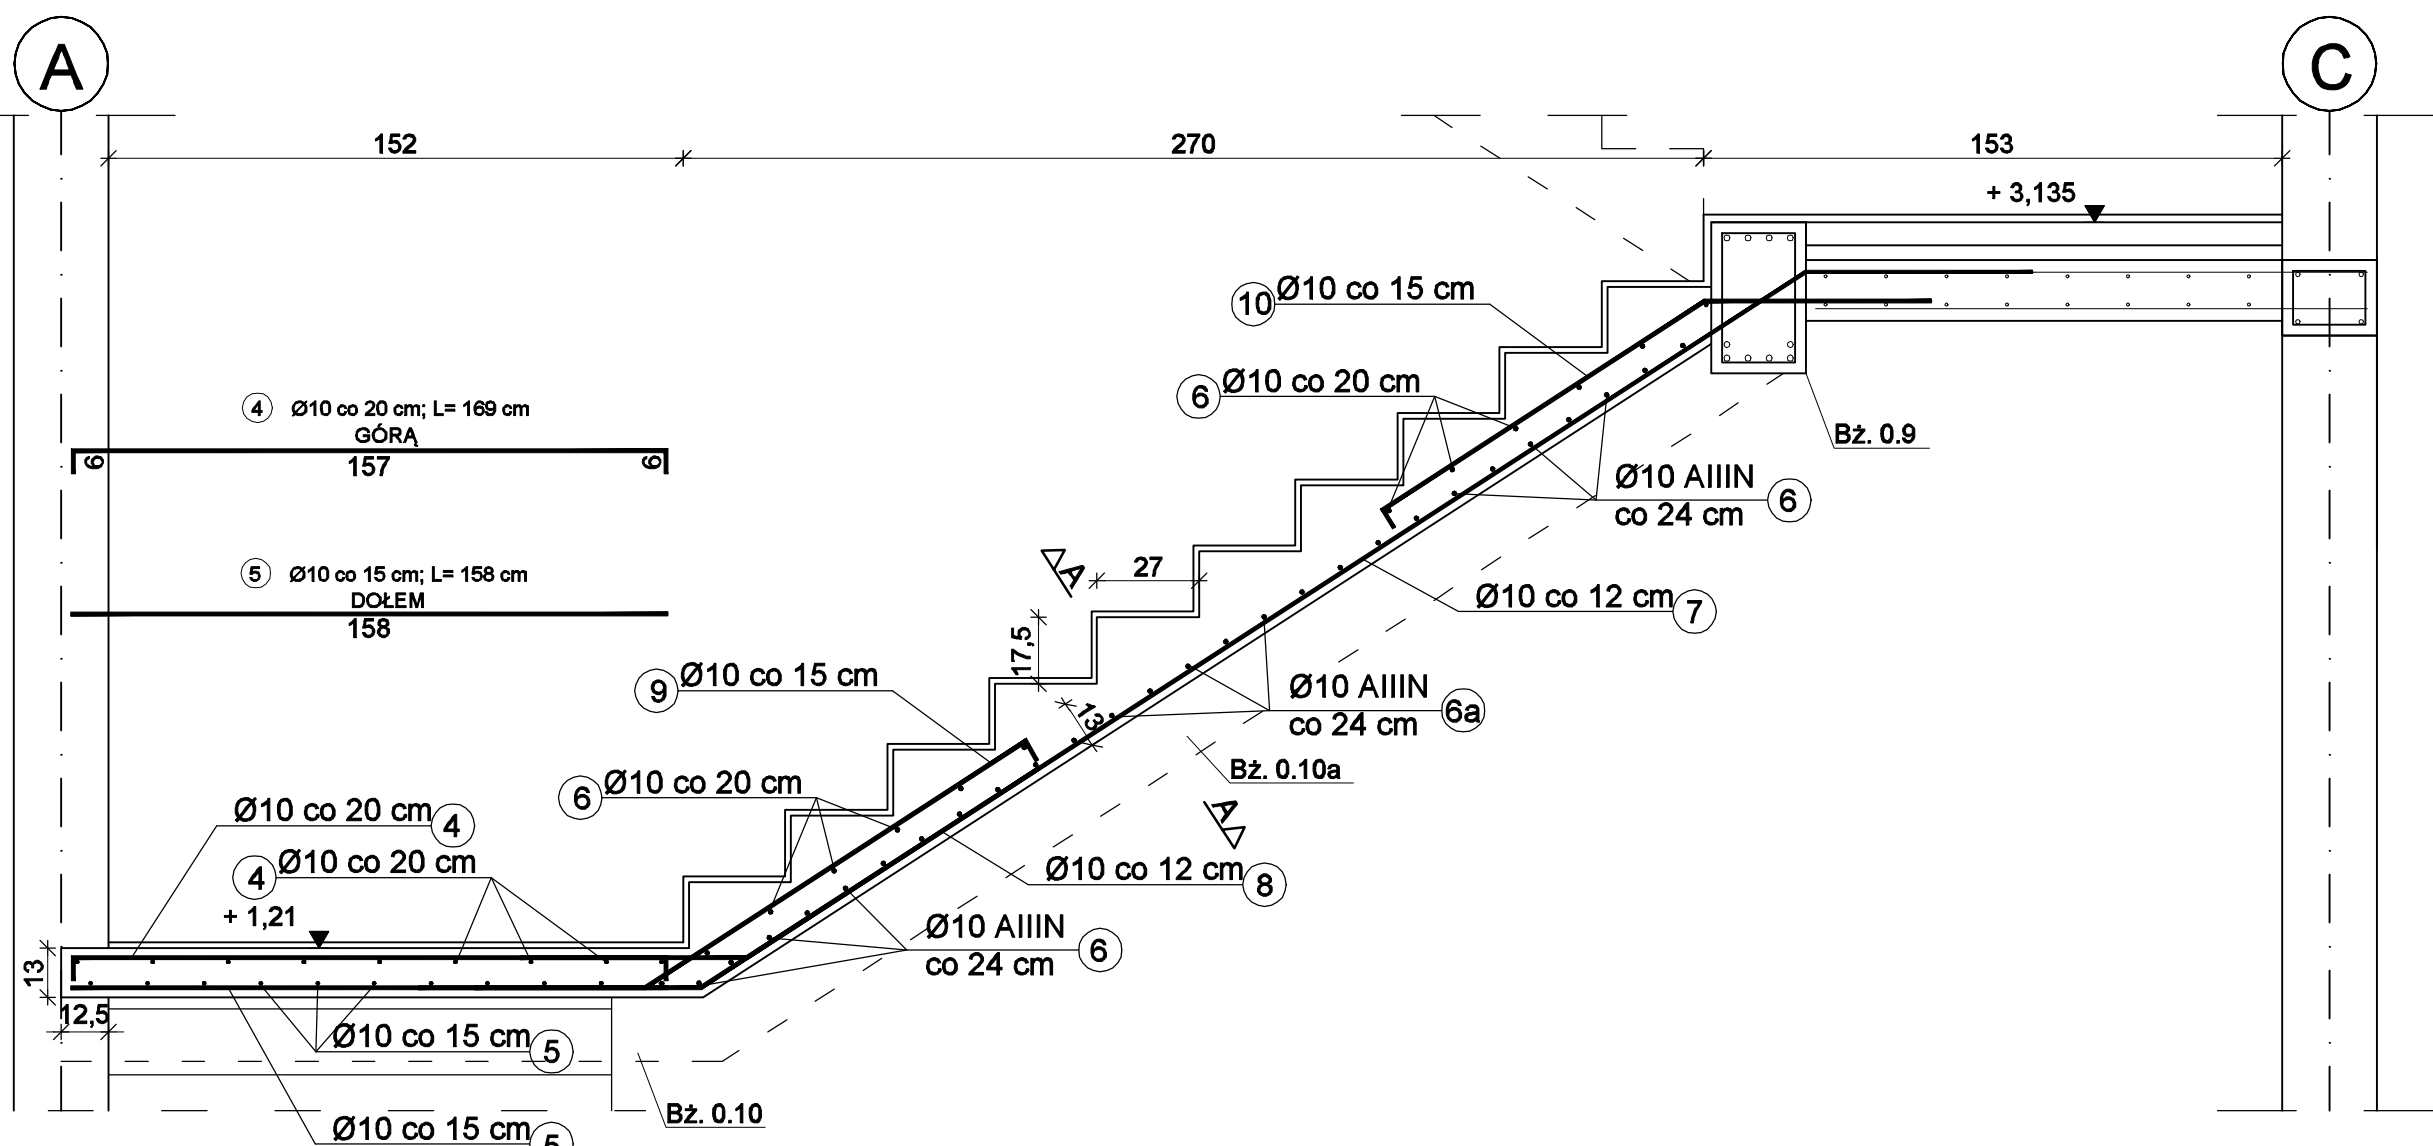 A
C
152
270
153
+ 3,135
10
Ø10 co 15 cm
6
Ø10 co 20 cm
4
Ø10 co 20 cm; L= 169 cm
GÓRĄ
6
6
157
Bż. 0.9
Ø10 AIIIN
co 24 cm
6
5
Ø10 co 15 cm; L= 158 cm
DOŁEM
158
A
27
Ø10 co 12 cm
7
17,5
9
Ø10 co 15 cm
Ø10 AIIIN
co 24 cm
6a
13
Bż. 0.10a
6
Ø10 co 20 cm
A
Ø10 co 20 cm
4
4
Ø10 co 20 cm
Ø10 co 12 cm
8
+ 1,21
Ø10 AIIIN
co 24 cm
6
13
12,5
Ø10 co 15 cm
5
Bż. 0.10
Ø10 co 15 cm
5